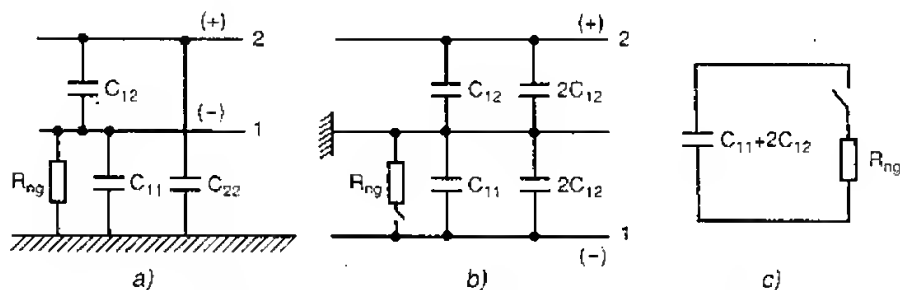 (+) 2
C12
(−) 1
Rng C11 C22
a)
(+) 2
C12 2C12
Rng C11 2C12
1
(−)
b)
C11+2C12
Rng
c)